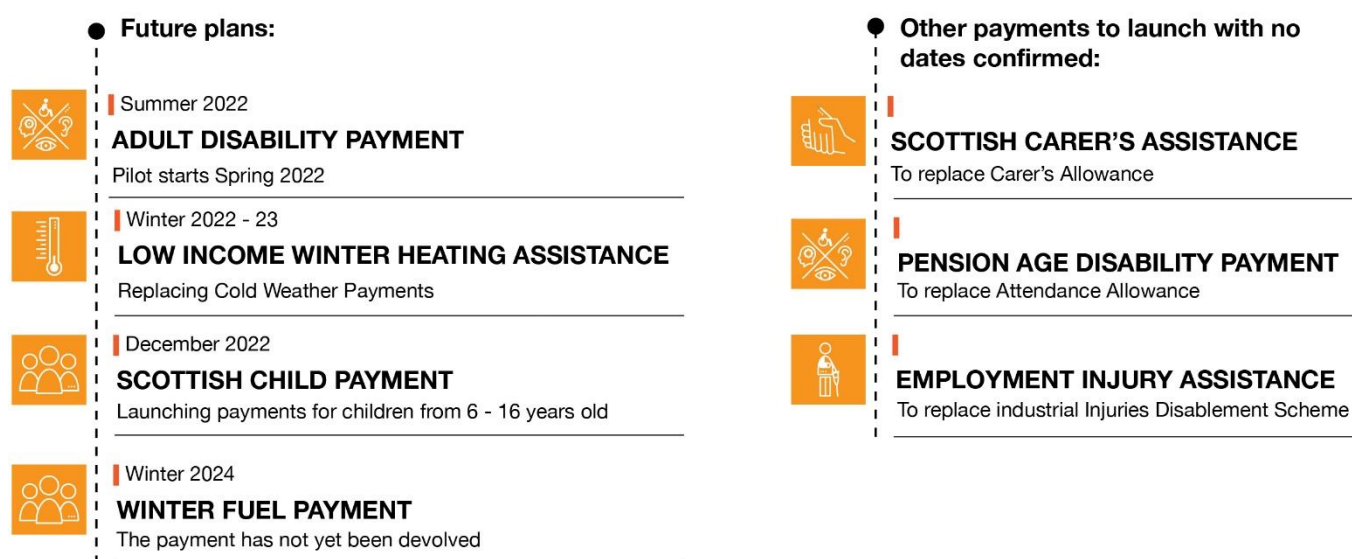 Future plans:
Summer 2022
ADULT DISABILITY PAYMENT
Pilot starts Spring 2022
Winter 2022 - 23
LOW INCOME WINTER HEATING ASSISTANCE
Replacing Cold Weather Payments
December 2022
SCOTTISH CHILD PAYMENT
Launching payments for children from 6 - 16 years old
Winter 2024
WINTER FUEL PAYMENT
The payment has not yet been devolved
Other payments to launch with no
dates confirmed:
SCOTTISH CARER'S ASSISTANCE
To replace Carer's Allowance
PENSION AGE DISABILITY PAYMENT
To replace Attendance Allowance
EMPLOYMENT INJURY ASSISTANCE
To replace industrial Injuries Disablement Scheme